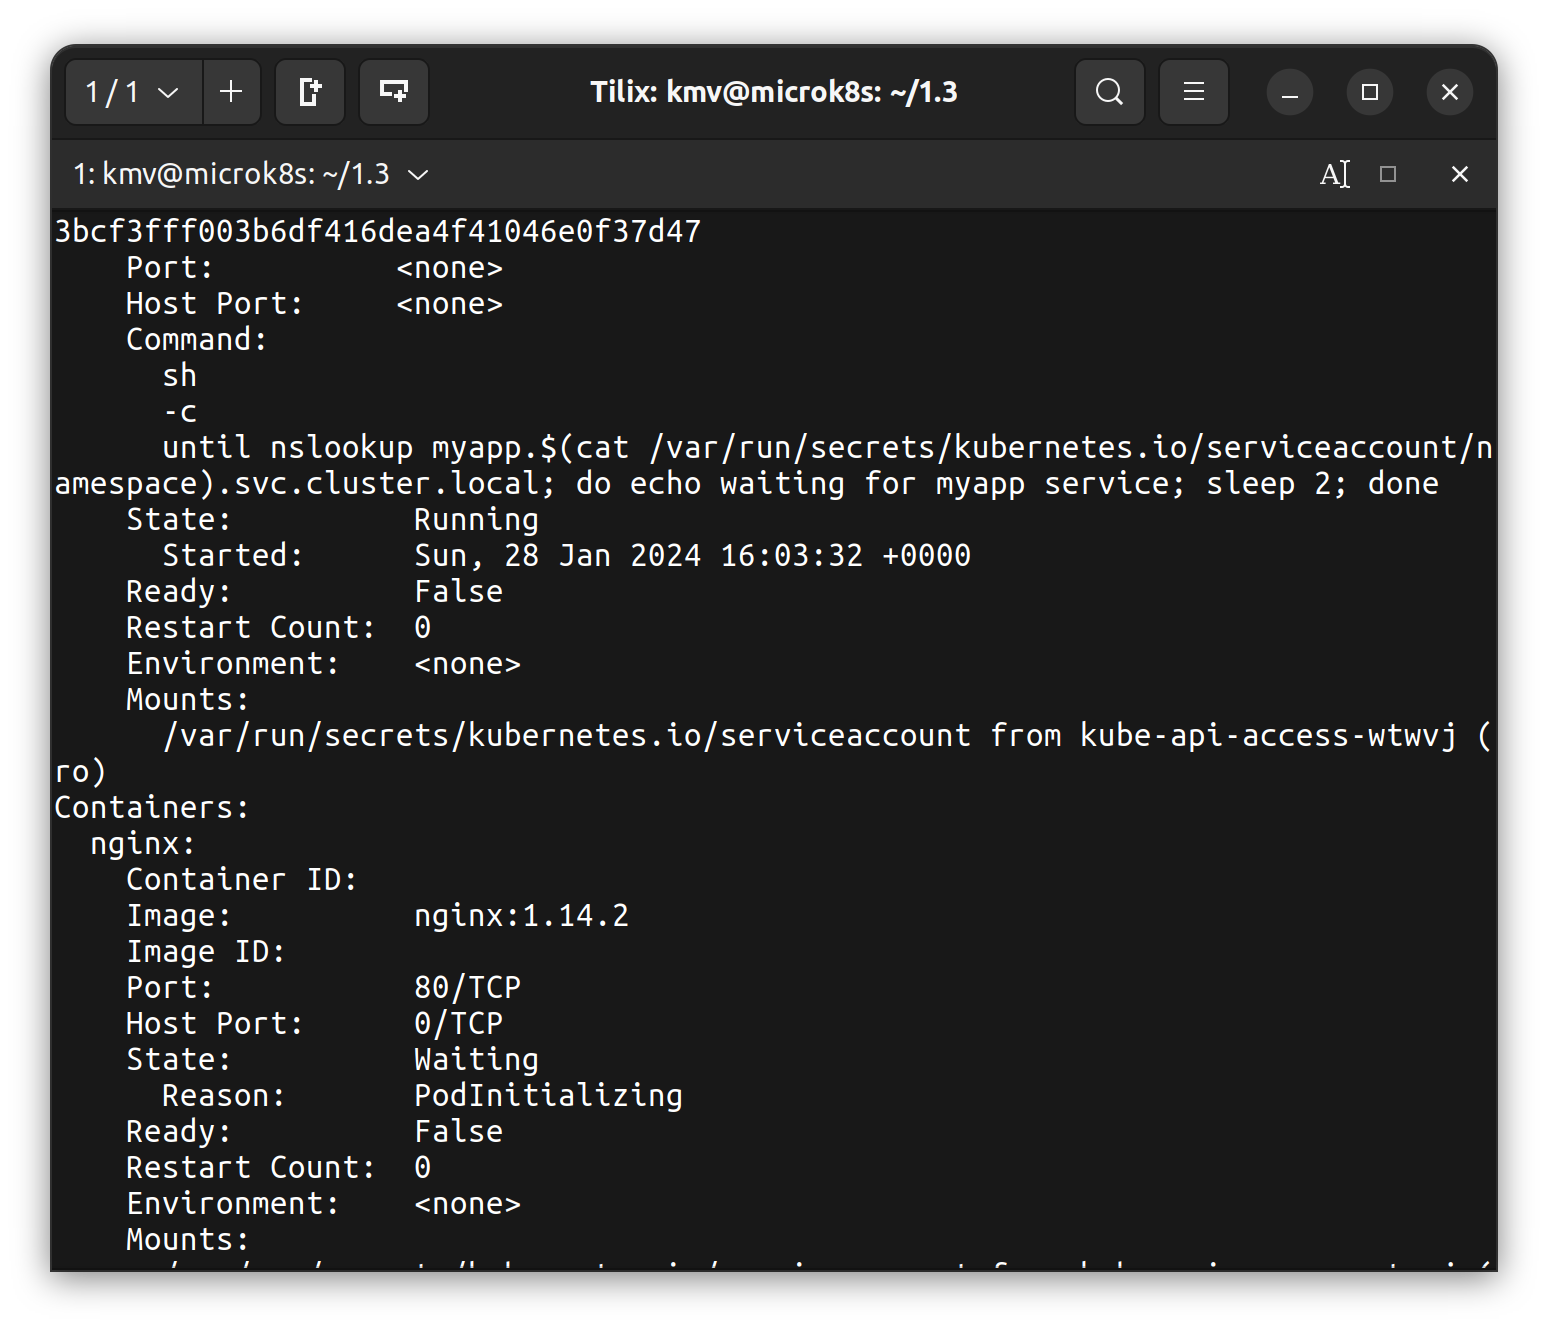 1 / 1
Tilix: kmv@microk8s: ~/1.3
1: kmv@microk8s: ~/1.3
3bcf3fff003b6df416dea4f41046e0f37d47
    Port:          <none>
    Host Port:     <none>
    Command:
      sh
      -c
      until nslookup myapp.$(cat /var/run/secrets/kubernetes.io/serviceaccount/n
amespace).svc.cluster.local; do echo waiting for myapp service; sleep 2; done
    State:          Running
      Started:      Sun, 28 Jan 2024 16:03:32 +0000
    Ready:          False
    Restart Count:  0
    Environment:    <none>
    Mounts:
      /var/run/secrets/kubernetes.io/serviceaccount from kube-api-access-wtwvj (
ro)
Containers:
  nginx:
    Container ID:
    Image:          nginx:1.14.2
    Image ID:
    Port:           80/TCP
    Host Port:      0/TCP
    State:          Waiting
      Reason:       PodInitializing
    Ready:          False
    Restart Count:  0
    Environment:    <none>
    Mounts: